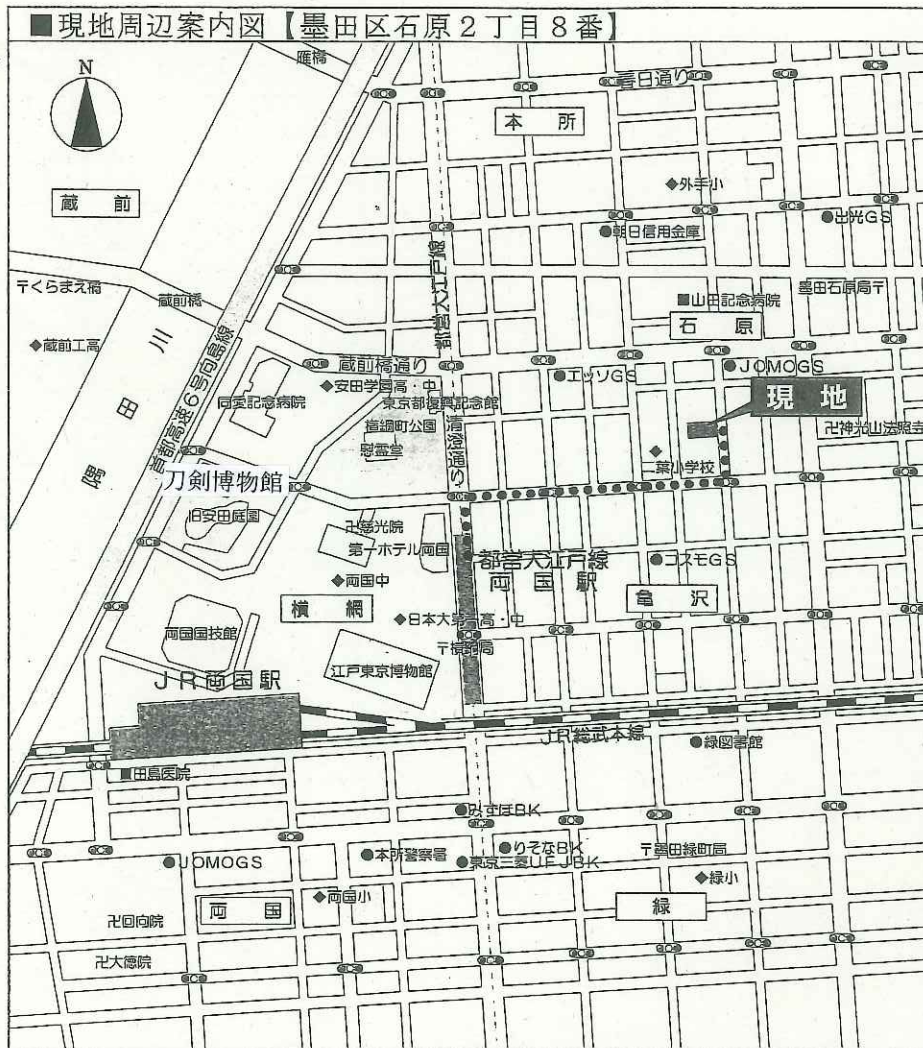 ■現地周辺案内図【墨田区石原2丁目8番】
N
厩橋
春日通り
本所
蔵前
◆外手小
●出光GS
●朝日信用金庫
〒くらまえ橋
蔵前橋
都営大江戸線
墨田石原局〒
■山田記念病院
石原
◆蔵前工高
隅田川
首都高速6号向島線
蔵前橋通り
◆安田学園高・中
●エッソGS
●JOMOGS
現地
同愛記念病院
東京都復興記念館
横網町公園
慰霊堂
清澄通り
卍神光山法照会
◆二葉小学校
刀剣博物館
旧安田庭園
卍慈光院
第一ホテル両国
都営大江戸線
両国駅
●コスモGS
◆両国中
横網
亀沢
◆日本大第一高・中
両国国技館
〒横網局
江戸東京博物館
JR両国駅
JR総武本線
●緑図書館
■田島医院
●みずほBK
●りそなBK
〒墨田緑町局
●JOMOGS
●本所警察署
●東京三菱UFJBK
◆緑小
両国
◆両国小
緑
卍回向院
卍大徳院